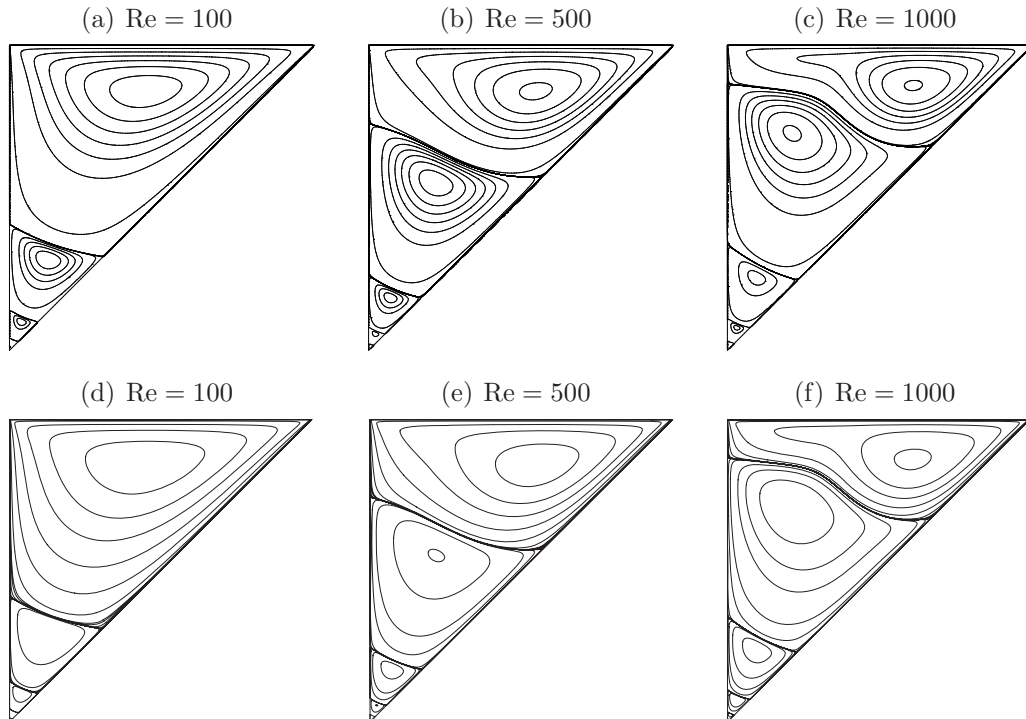 (a) Re = 100
(b) Re = 500
(c) Re = 1000
(d) Re = 100
(e) Re = 500
(f) Re = 1000